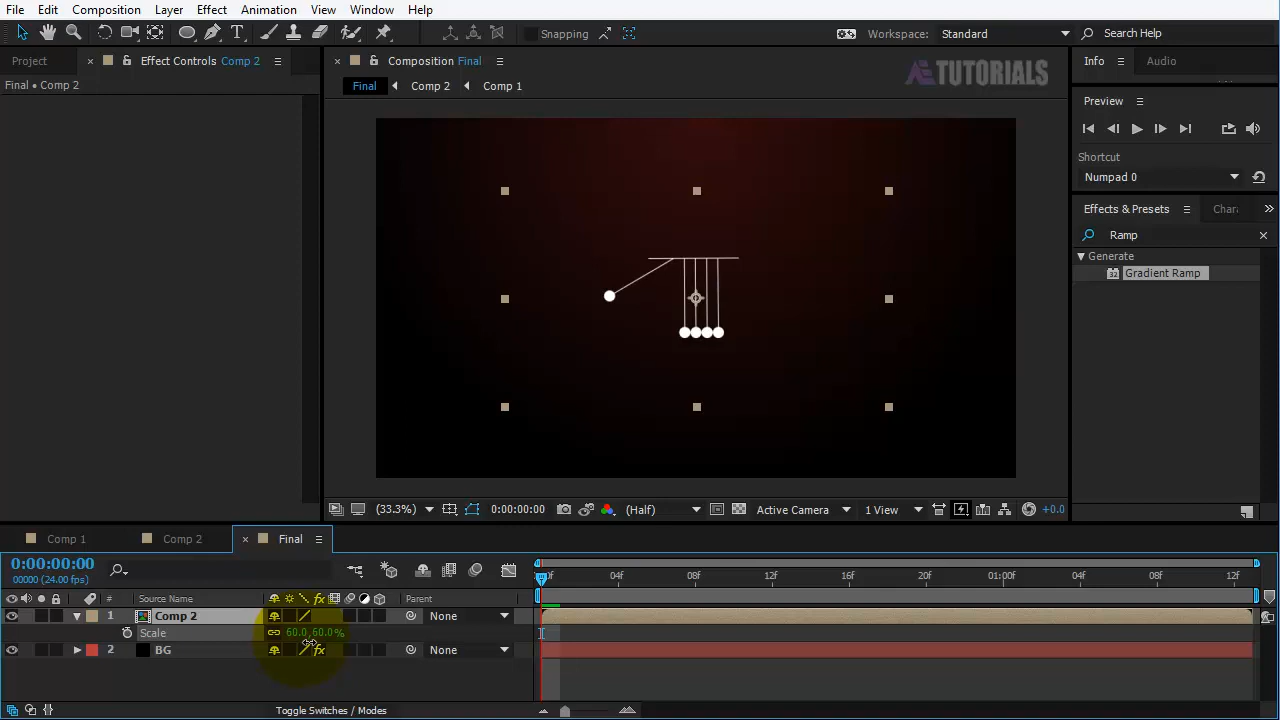 File Edit Composition Layer Effect Animation View Window Help
Snapping Workspace: Standard Search Help
Project Effect Controls Comp 2 Composition Final Info Audio
Final • Comp 2 Final Comp 2 Comp 1
AE TUTORIALS
Preview
Shortcut
Numpad 0
Effects & Presets Chara
Ramp
Generate
32 Gradient Ramp
(33.3%) 0:00:00:00 (Half) Active Camera 1 View +0.0
Comp 1 Comp 2 Final
0:00:00:00
00000 (24.00 fps)
0f 04f 08f 12f 16f 20f 01:00f 04f 08f 12f
# Source Name fx Parent
1 Comp 2 None
Scale 60.0, 60.0%
2 BG fx None
Toggle Switches / Modes